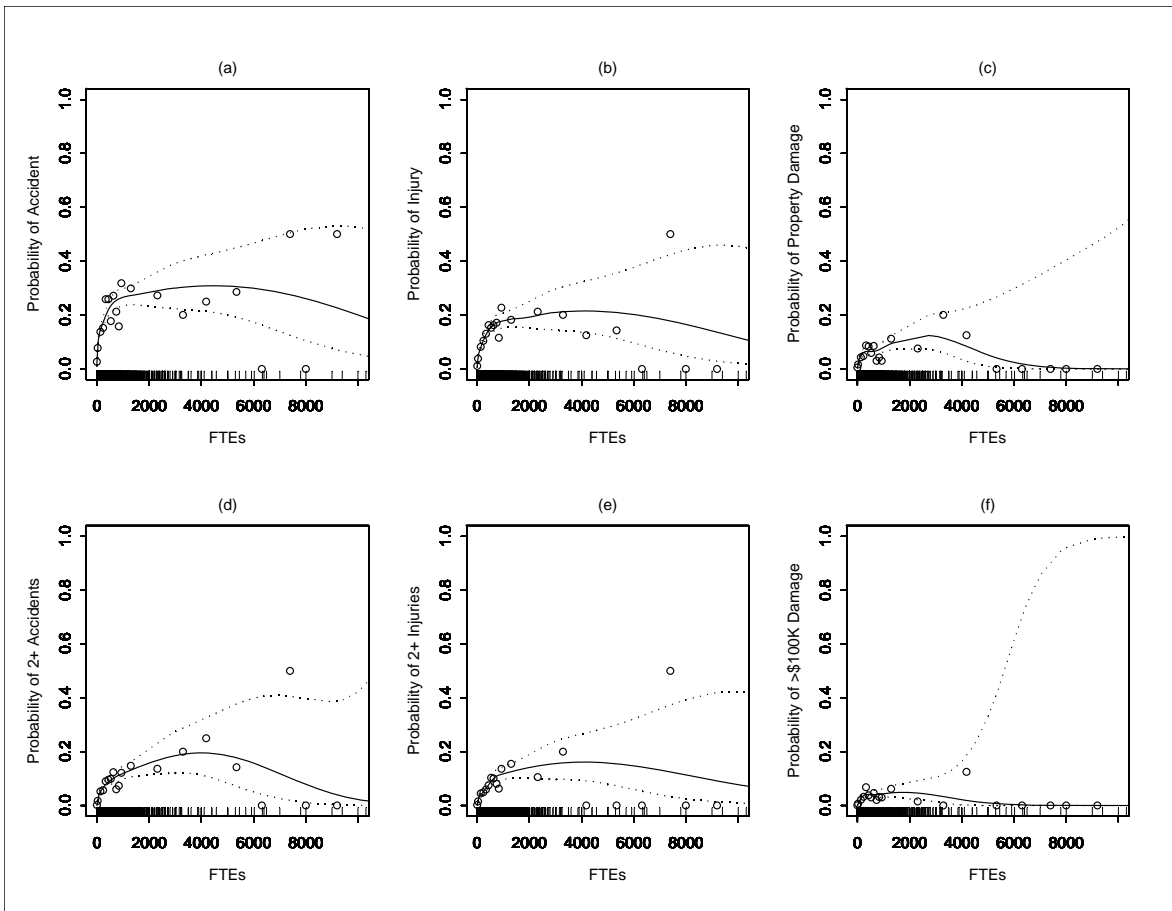 (a)
Probability of Accident
1.0
0.8
0.6
0.4
0.2
0.0
0 2000 4000 6000 8000
FTEs
(b)
Probability of Injury
1.0
0.8
0.6
0.4
0.2
0.0
0 2000 4000 6000 8000
FTEs
(c)
Probability of Property Damage
1.0
0.8
0.6
0.4
0.2
0.0
0 2000 4000 6000 8000
FTEs
(d)
Probability of 2+ Accidents
1.0
0.8
0.6
0.4
0.2
0.0
0 2000 4000 6000 8000
FTEs
(e)
Probability of 2+ Injuries
1.0
0.8
0.6
0.4
0.2
0.0
0 2000 4000 6000 8000
FTEs
(f)
Probability of >$100K Damage
1.0
0.8
0.6
0.4
0.2
0.0
0 2000 4000 6000 8000
FTEs